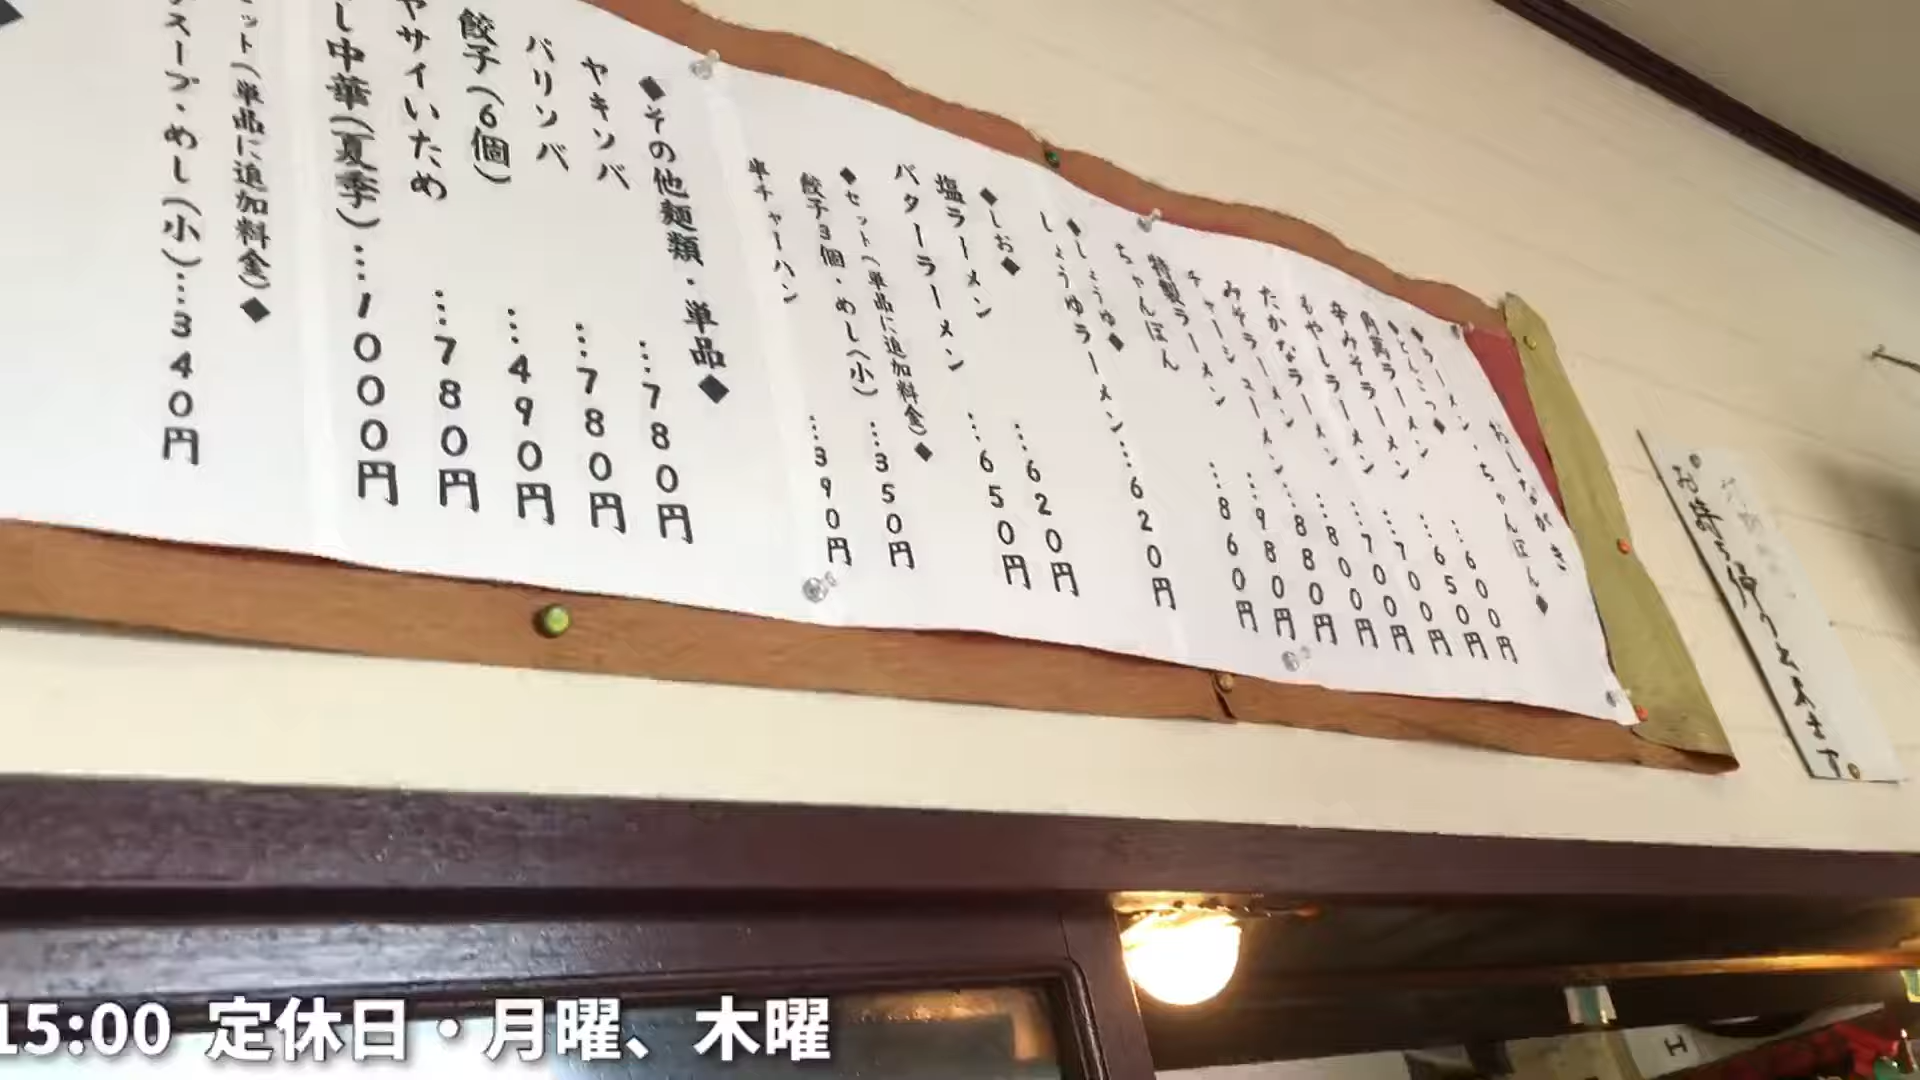 おしながき
◆ラーメン・ちゃんぽん◆
◆とんこつ◆
角萬ラーメン
辛みそラーメン
もやしラーメン
たかなラーメン
みそラーメン
チャーシューメン
特製ラーメン
ちゃんぽん
…600円
…650円
…700円
…700円
…800円
…880円
…980円
…860円
◆しょうゆ◆
しょうゆラーメン…620円
◆しお◆
塩ラーメン …620円
バターラーメン …650円
◆セット(単品に追加料金)◆
餃子3個・めし(小) …350円
半チャーハン …390円
◆その他麺類・単品◆
ヤキソバ …780円
バリソバ …780円
餃子(6個) …490円
ヤサイいため …780円
し中華(夏季)…1000円
ット(単品に追加料金)◆
スープ・めし(小)…340円
15:00 定休日・月曜、木曜